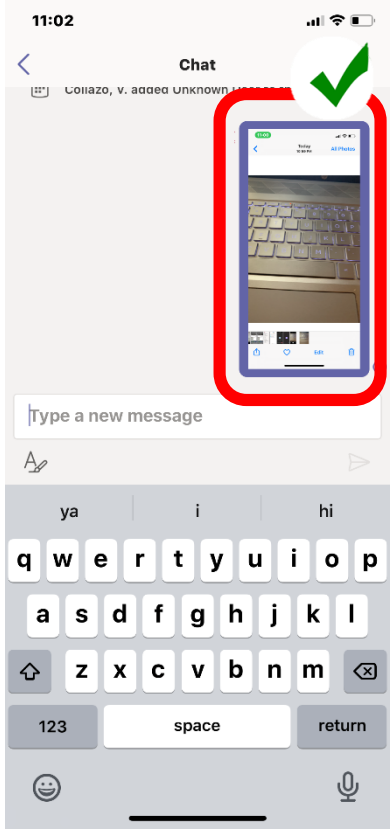 11:02
Chat
Collazo, V. added Unknown
11:02
Today
All Photos
Edit
Type a new message
ya
i
hi
q w e r t y u i o p
a s d f g h j k l
z x c v b n m
123
space
return